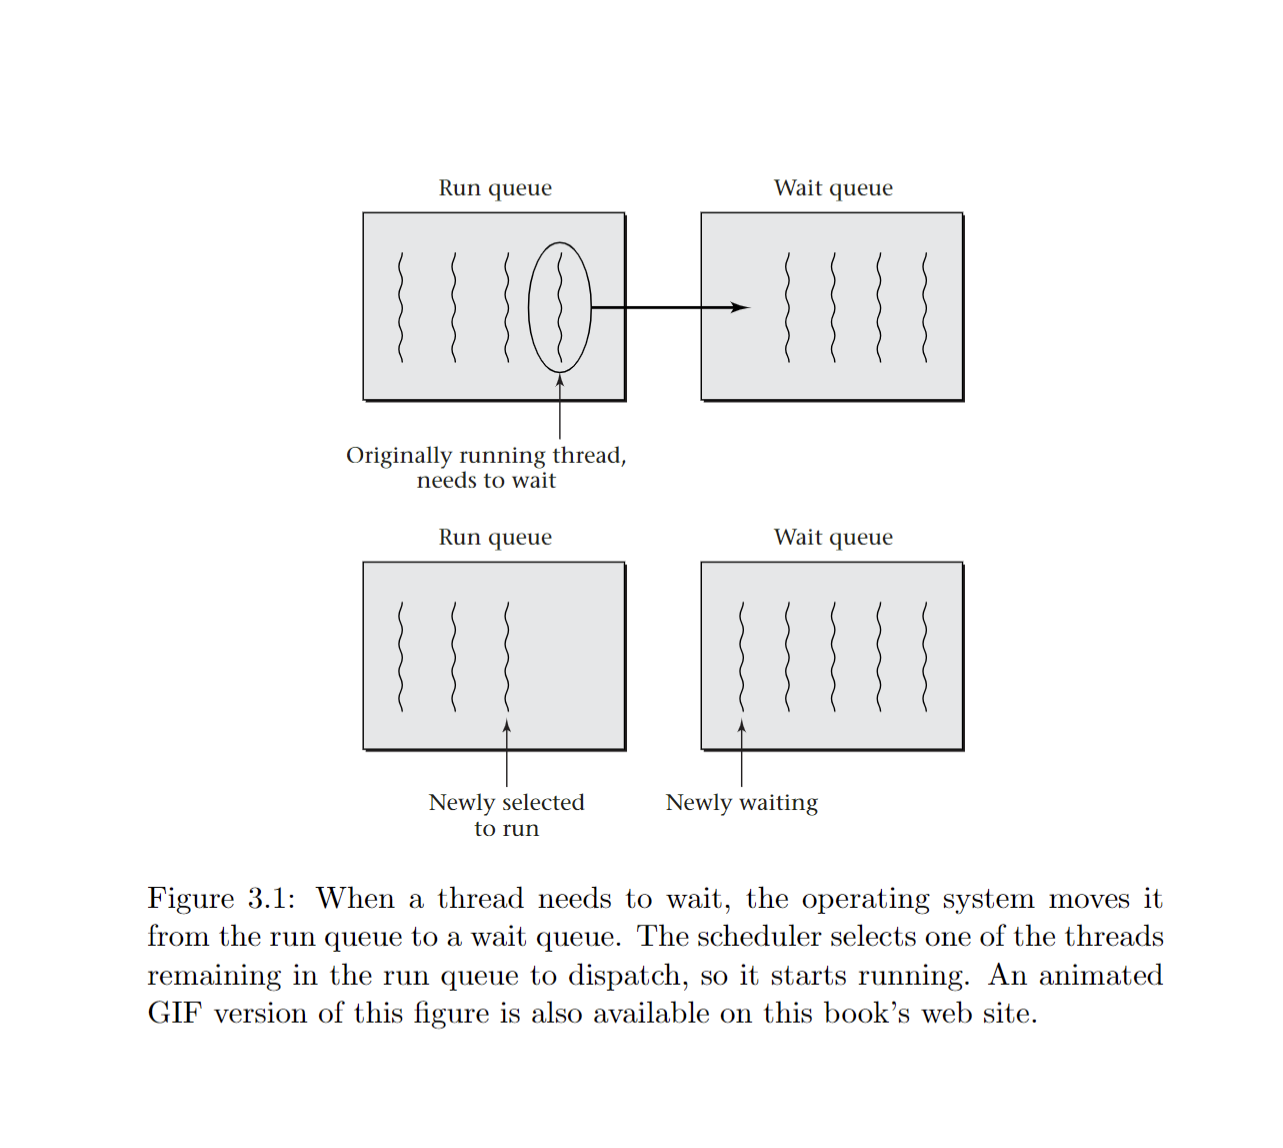 Run queue
Wait queue
Originally running thread,
needs to wait
Run queue
Wait queue
Newly selected
to run
Newly waiting
Figure 3.1: When a thread needs to wait, the operating system moves it
from the run queue to a wait queue. The scheduler selects one of the threads
remaining in the run queue to dispatch, so it starts running. An animated
GIF version of this figure is also available on this book’s web site.